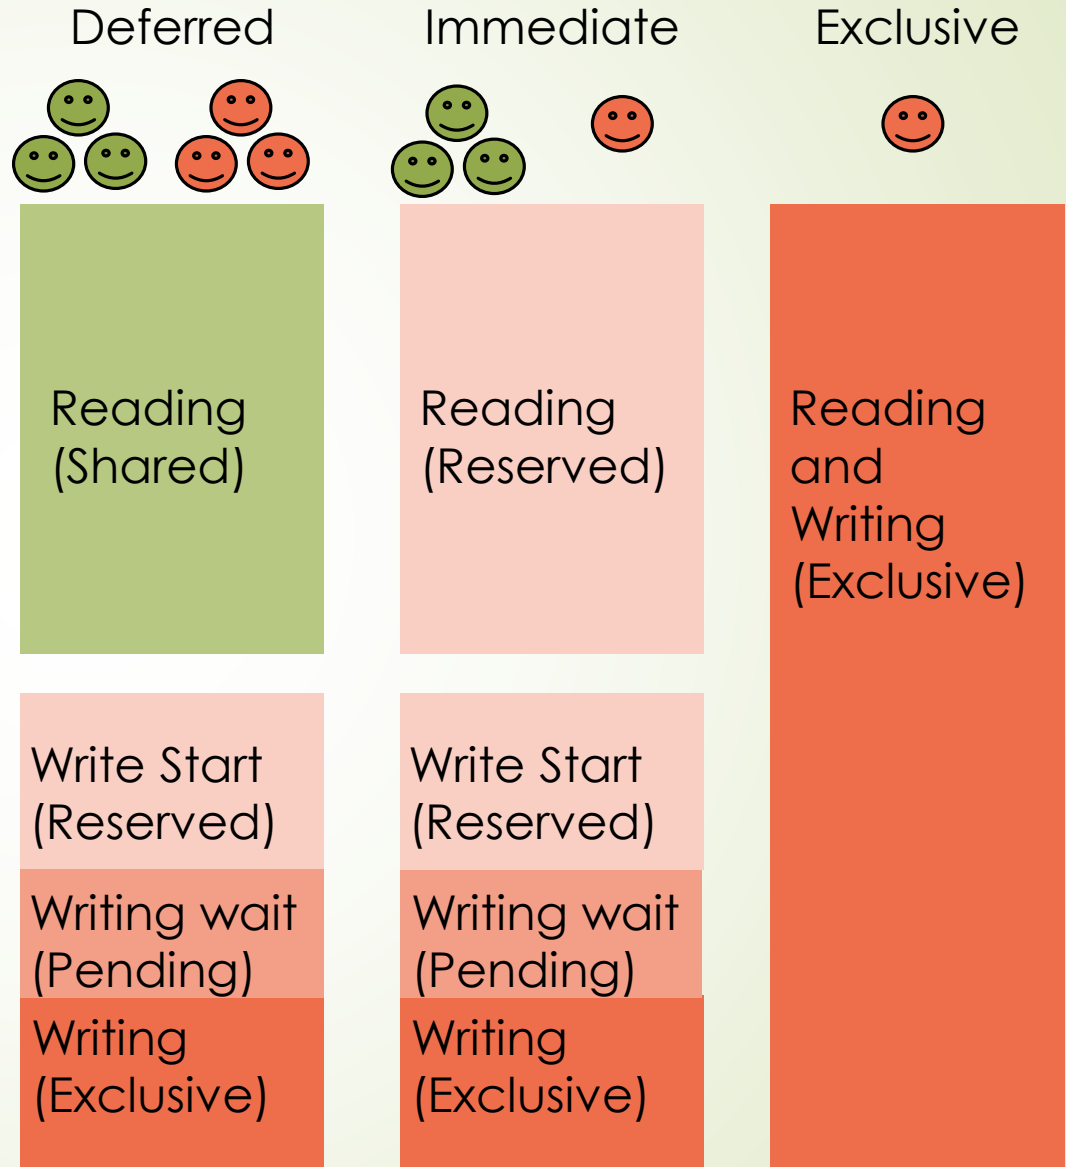 Deferred
Immediate
Exclusive
Reading
(Shared)
Write Start
(Reserved)
Writing wait
(Pending)
Writing
(Exclusive)
Reading
(Reserved)
Write Start
(Reserved)
Writing wait
(Pending)
Writing
(Exclusive)
Reading
and
Writing
(Exclusive)